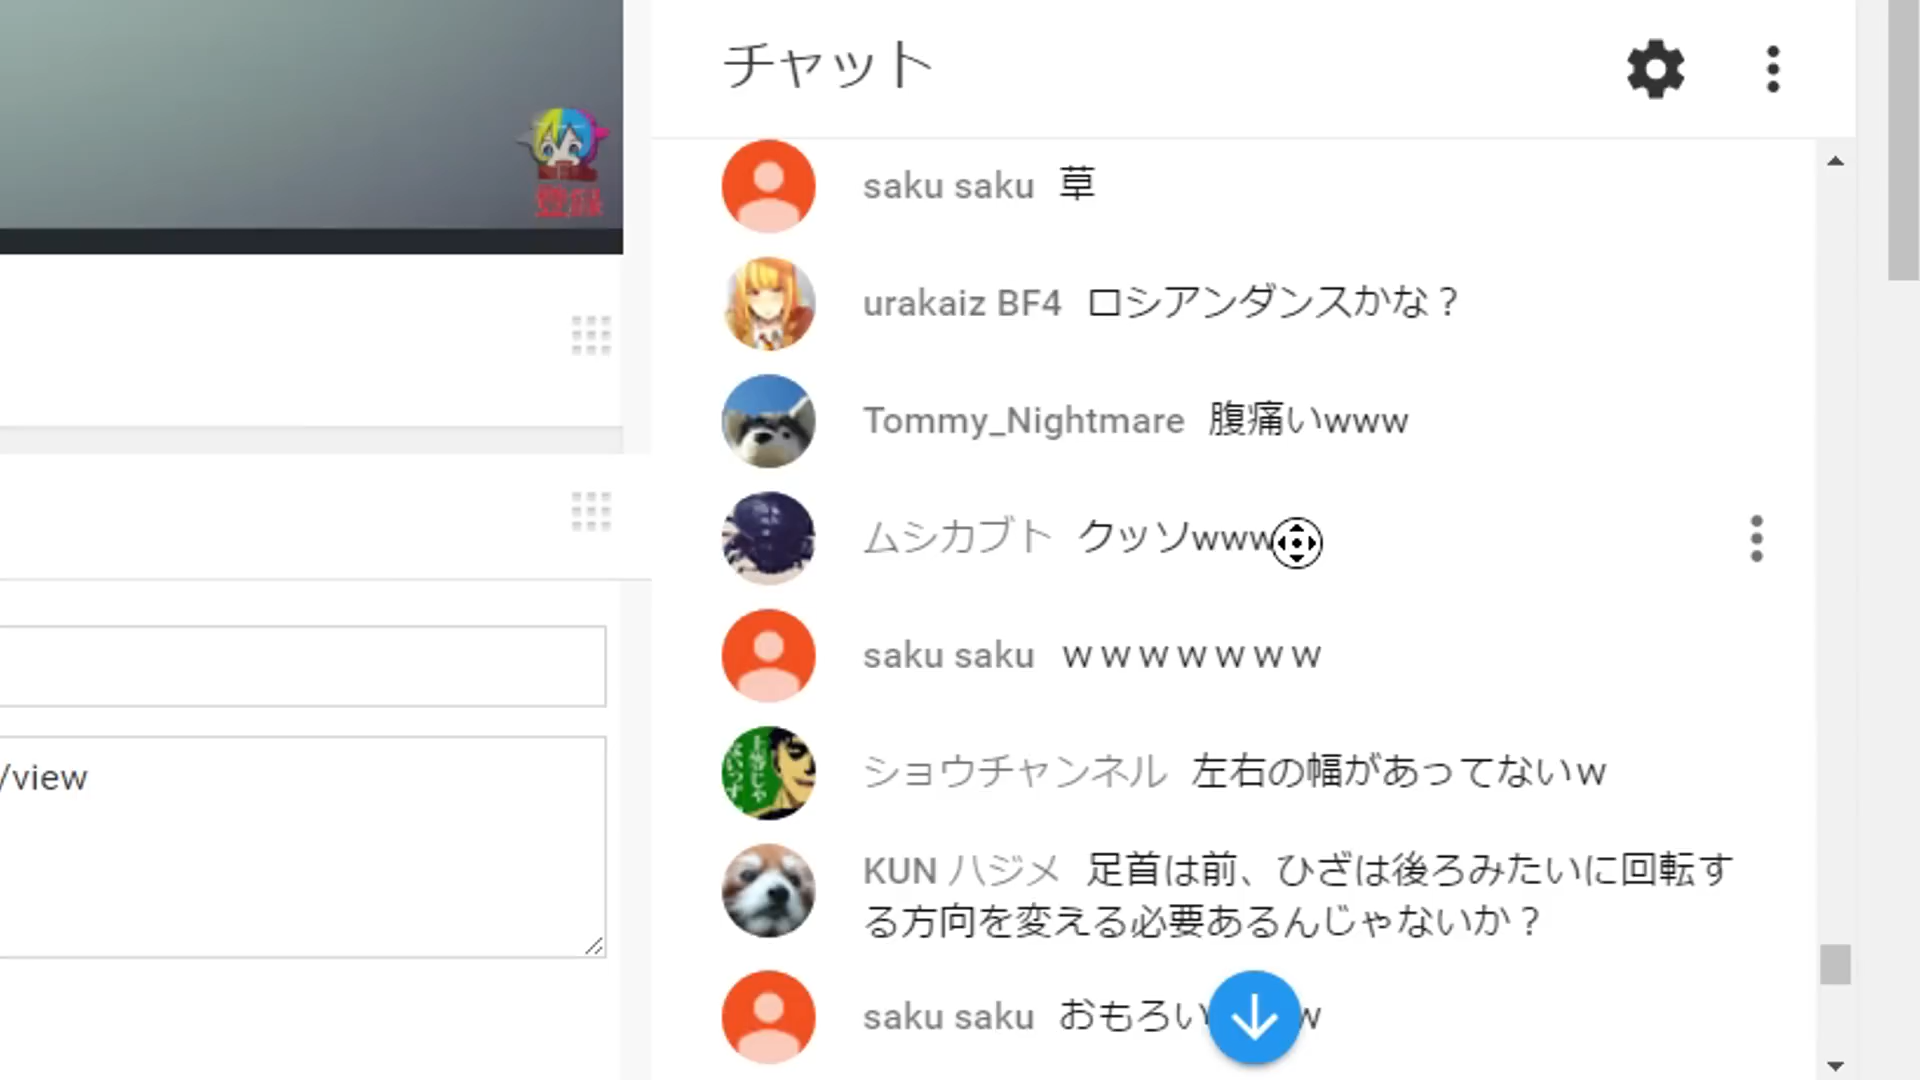 チャット
登録
saku saku 草
urakaiz BF4 ロシアンダンスかな？
Tommy_Nightmare 腹痛いwww
ムシカブト クッソwww
saku saku ｗｗｗｗｗｗｗ
/view
ショウチャンネル 左右の幅があってないｗ
KUN ハジメ 足首は前、ひざは後ろみたいに回転す
る方向を変える必要あるんじゃないか？
saku saku おもろい